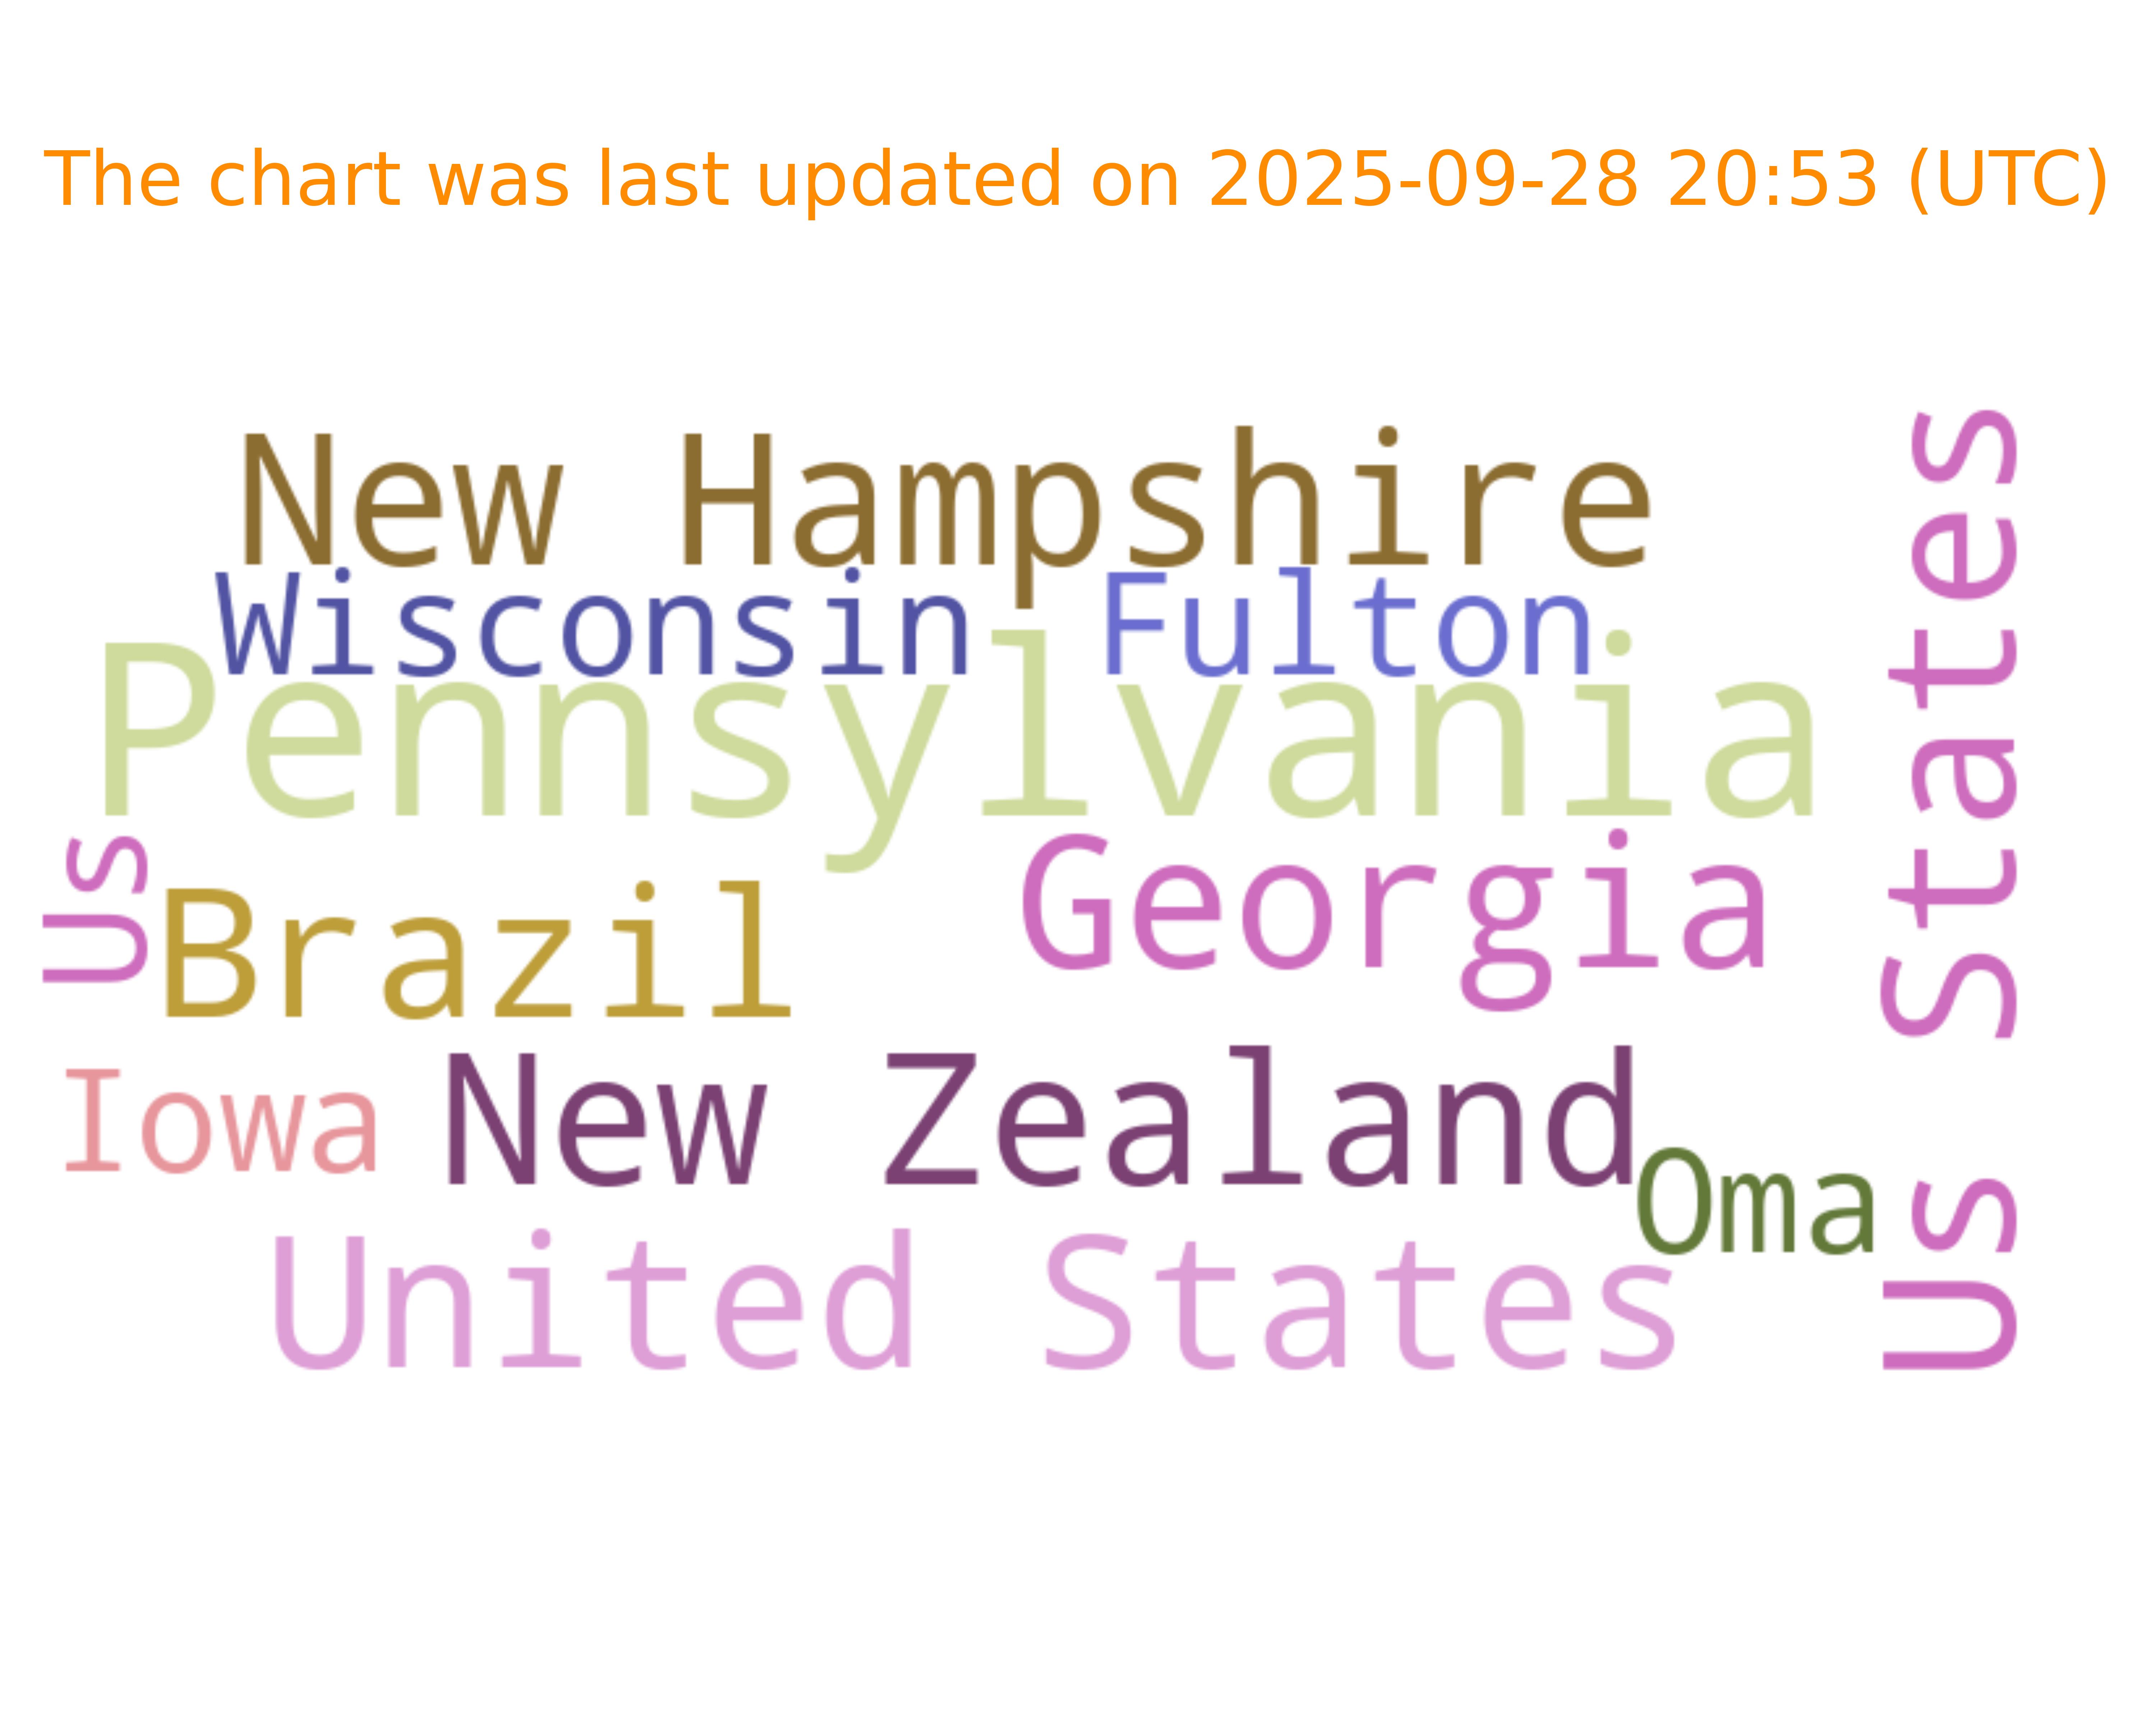 The chart was last updated on 2025-09-28 20:53 (UTC)
New Hampshire
Wisconsin
Fulton
Pennsylvania
Us States
Us
Georgia
Brazil
Iowa
New Zealand
Oma
United States